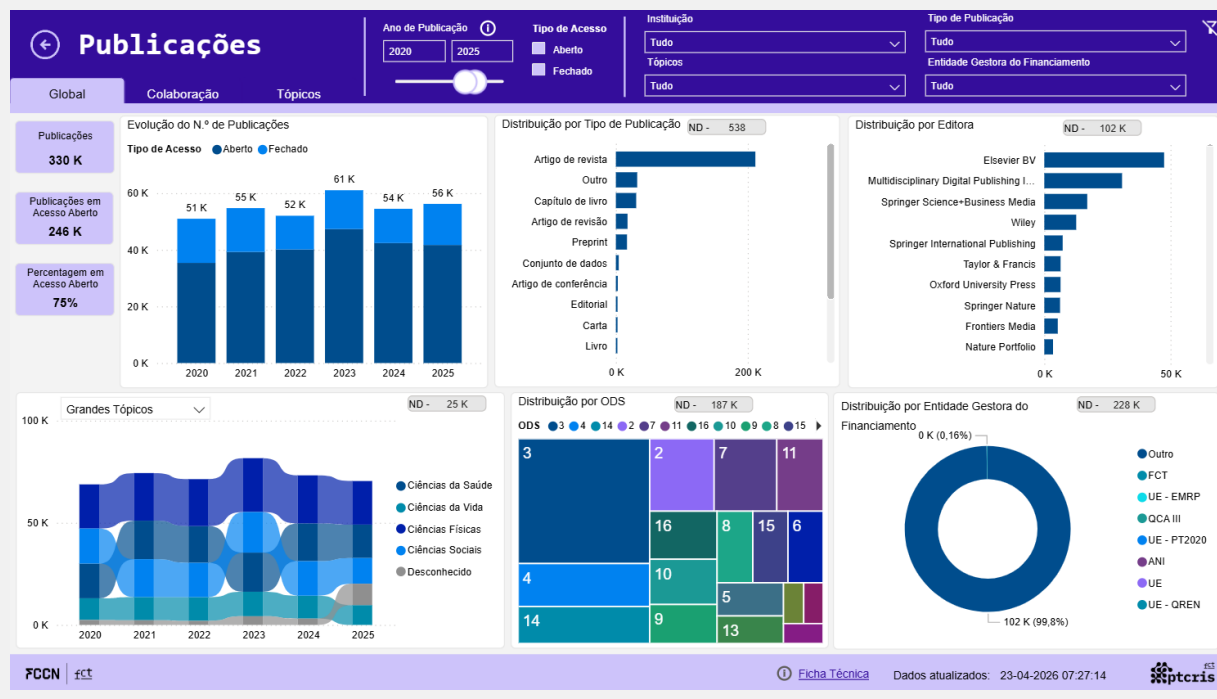 Publicações
Ano de Publicação
2020
2025
Tipo de Acesso
Aberto
Fechado
Instituição
Tudo
Tópicos
Tudo
Tipo de Publicação
Tudo
Entidade Gestora do Financiamento
Tudo
Global
Colaboração
Tópicos
Publicações
330 K
Publicações em
Acesso Aberto
246 K
Percentagem em
Acesso Aberto
75%
Evolução do N.º de Publicações
Tipo de Acesso Aberto Fechado
60 K
40 K
20 K
0 K
51 K
55 K
52 K
61 K
54 K
56 K
2020 2021 2022 2023 2024 2025
Distribuição por Tipo de Publicação
ND - 538
Artigo de revista
Outro
Capítulo de livro
Artigo de revisão
Preprint
Conjunto de dados
Artigo de conferência
Editorial
Carta
Livro
0 K 200 K
Distribuição por Editora
ND - 102 K
Elsevier BV
Multidisciplinary Digital Publishing I...
Springer Science+Business Media
Wiley
Springer International Publishing
Taylor & Francis
Oxford University Press
Springer Nature
Frontiers Media
Nature Portfolio
0 K 50 K
Grandes Tópicos
ND - 25 K
100 K
50 K
0 K
2020 2021 2022 2023 2024 2025
Ciências da Saúde
Ciências da Vida
Ciências Físicas
Ciências Sociais
Desconhecido
Distribuição por ODS
ND - 187 K
ODS 3 4 14 2 7 11 16 10 9 8 15
3
4
14
2
16
10
9
7
11
8
15
6
5
13
Distribuição por Entidade Gestora do
Financiamento
ND - 228 K
0 K (0,16%)
102 K (99,8%)
Outro
FCT
UE - EMRP
QCA III
UE - PT2020
ANI
UE
UE - QREN
FCCN fct
Ficha Técnica
Dados atualizados: 23-04-2026 07:27:14
fct
ptcris